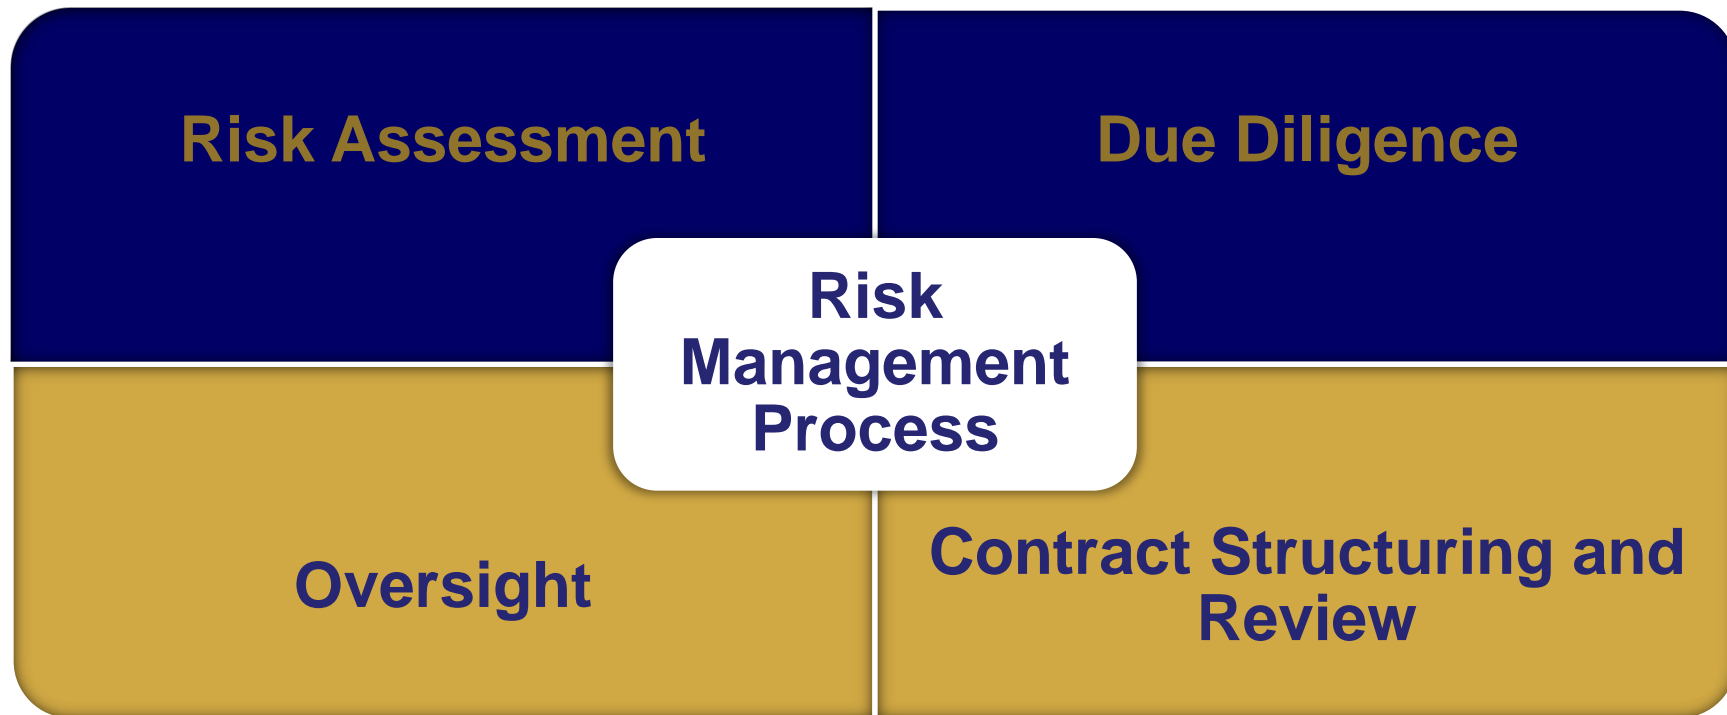 Risk Assessment
Due Diligence
Risk
Management
Process
Oversight
Contract Structuring and
Review